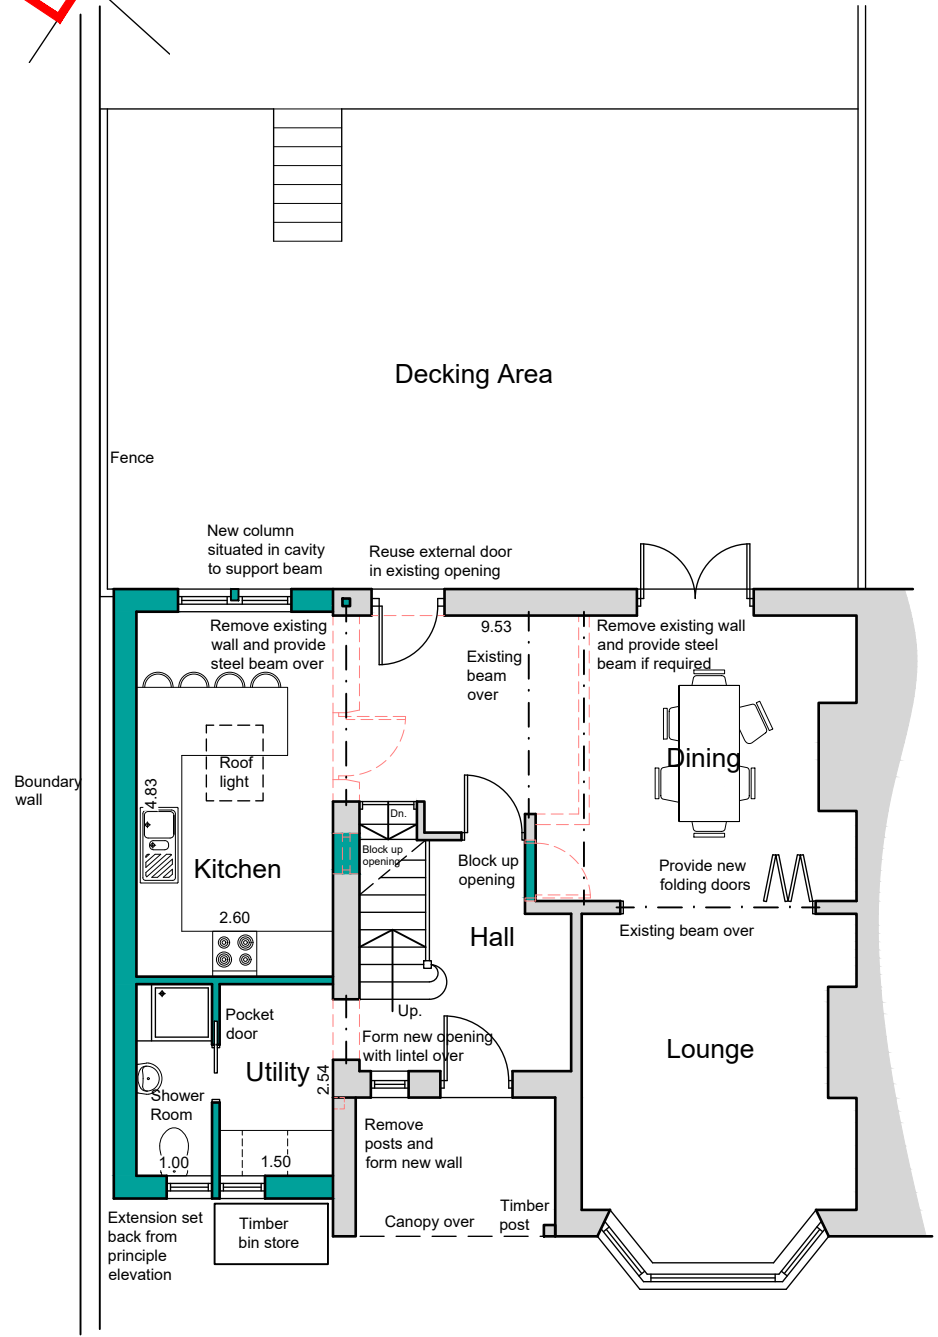 Decking Area
Fence
New column
situated in cavity
to support beam
Reuse external door
in existing opening
Remove existing
wall and provide
steel beam over
9.53
Existing
beam
over
Remove existing wall
and provide steel
beam if required
Roof
light
Dining
Boundary
wall
4.83
Dn.
Block up
opening
Kitchen
Block up
opening
Provide new
folding doors
2.60
Hall
Existing beam over
Up.
Pocket
door
Form new opening
with lintel over
Lounge
Utility
2.54
Shower
Room
Remove
posts and
form new wall
1.00
1.50
Extension set
back from
principle
elevation
Timber
bin store
Canopy over
Timber
post